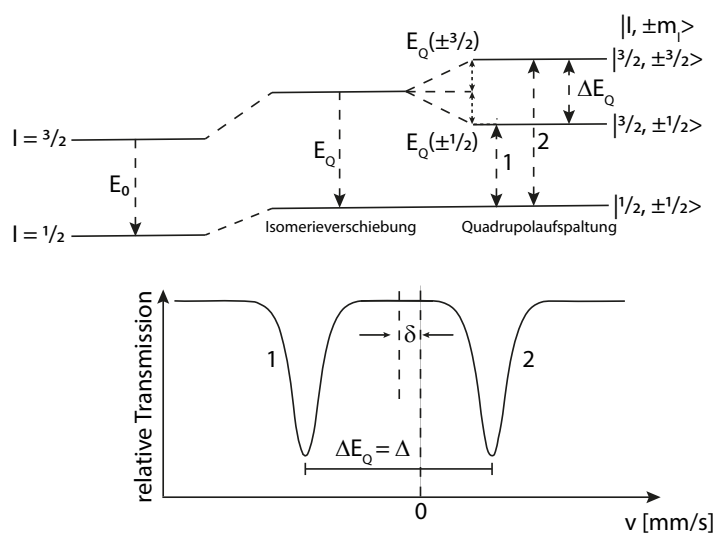 |I, ±m_I>
E_Q(±³/₂)
|³/₂, ±³/₂>
I = ³/₂
ΔE_Q
E_0
E_Q
E_Q(±¹/₂)
1
2
|³/₂, ±¹/₂>
I = ¹/₂
|¹/₂, ±¹/₂>
Isomerieverschiebung
Quadrupolaufspaltung
relative Transmission
1
δ
2
ΔE_Q = Δ
0
v [mm/s]